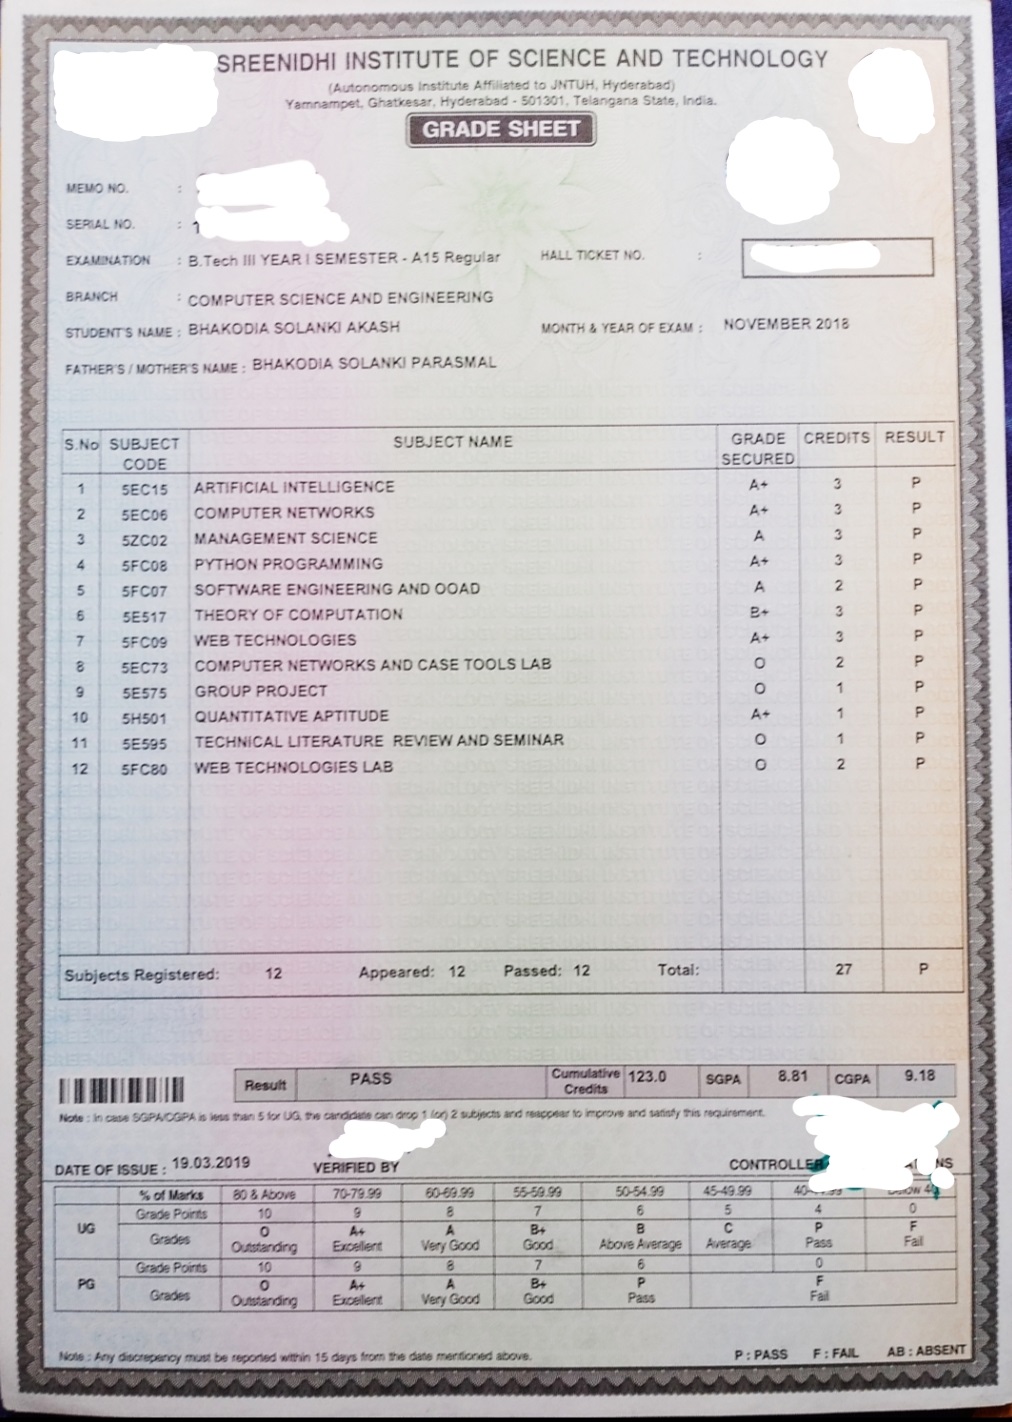 SREENIDHI INSTITUTE OF SCIENCE AND TECHNOLOGY
(Autonomous Institute Affiliated to JNTUH, Hyderabad)
Yamnampet, Ghatkesar, Hyderabad - 501301, Telangana State, India.
GRADE SHEET
MEMO NO. :
SERIAL NO. : 1
EXAMINATION : B.Tech III YEAR I SEMESTER - A15 Regular HALL TICKET NO. :
BRANCH : COMPUTER SCIENCE AND ENGINEERING
STUDENT'S NAME : BHAKODIA SOLANKI AKASH MONTH & YEAR OF EXAM : NOVEMBER 2018
FATHER'S / MOTHER'S NAME : BHAKODIA SOLANKI PARASMAL
S.No SUBJECT CODE SUBJECT NAME GRADE SECURED CREDITS RESULT
1 5EC15 ARTIFICIAL INTELLIGENCE A+ 3 P
2 5EC06 COMPUTER NETWORKS A+ 3 P
3 5ZC02 MANAGEMENT SCIENCE A 3 P
4 5FC08 PYTHON PROGRAMMING A+ 3 P
5 5FC07 SOFTWARE ENGINEERING AND OOAD A 2 P
6 5E517 THEORY OF COMPUTATION B+ 3 P
7 5FC09 WEB TECHNOLOGIES A+ 3 P
8 5EC73 COMPUTER NETWORKS AND CASE TOOLS LAB O 2 P
9 5E575 GROUP PROJECT O 1 P
10 5H501 QUANTITATIVE APTITUDE A+ 1 P
11 5E595 TECHNICAL LITERATURE REVIEW AND SEMINAR O 1 P
12 5FC80 WEB TECHNOLOGIES LAB O 2 P
Subjects Registered: 12 Appeared: 12 Passed: 12 Total: 27 P
Result PASS Cumulative Credits 123.0 SGPA 8.81 CGPA 9.18
Note : In case SGPA/CGPA is less than 5 for UG, the candidate can drop 1 (or) 2 subjects and reappear to improve and satisfy this requirement.
DATE OF ISSUE : 19.03.2019 VERIFIED BY CONTROLLER
% of Marks 80 & Above 70-79.99 60-69.99 55-59.99 50-54.99 45-49.99
UG Grade Points 10 9 8 7 6 5 4 0
Grades O A+ A B+ B C P F
Outstanding Excellent Very Good Good Above Average Average Pass Fail
PG Grade Points 10 9 8 7 6 0
Grades O A+ A B+ P F
Outstanding Excellent Very Good Good Pass Fail
Note : Any discrepency must be reported within 15 days from the date mentioned above.
P : PASS F : FAIL AB : ABSENT